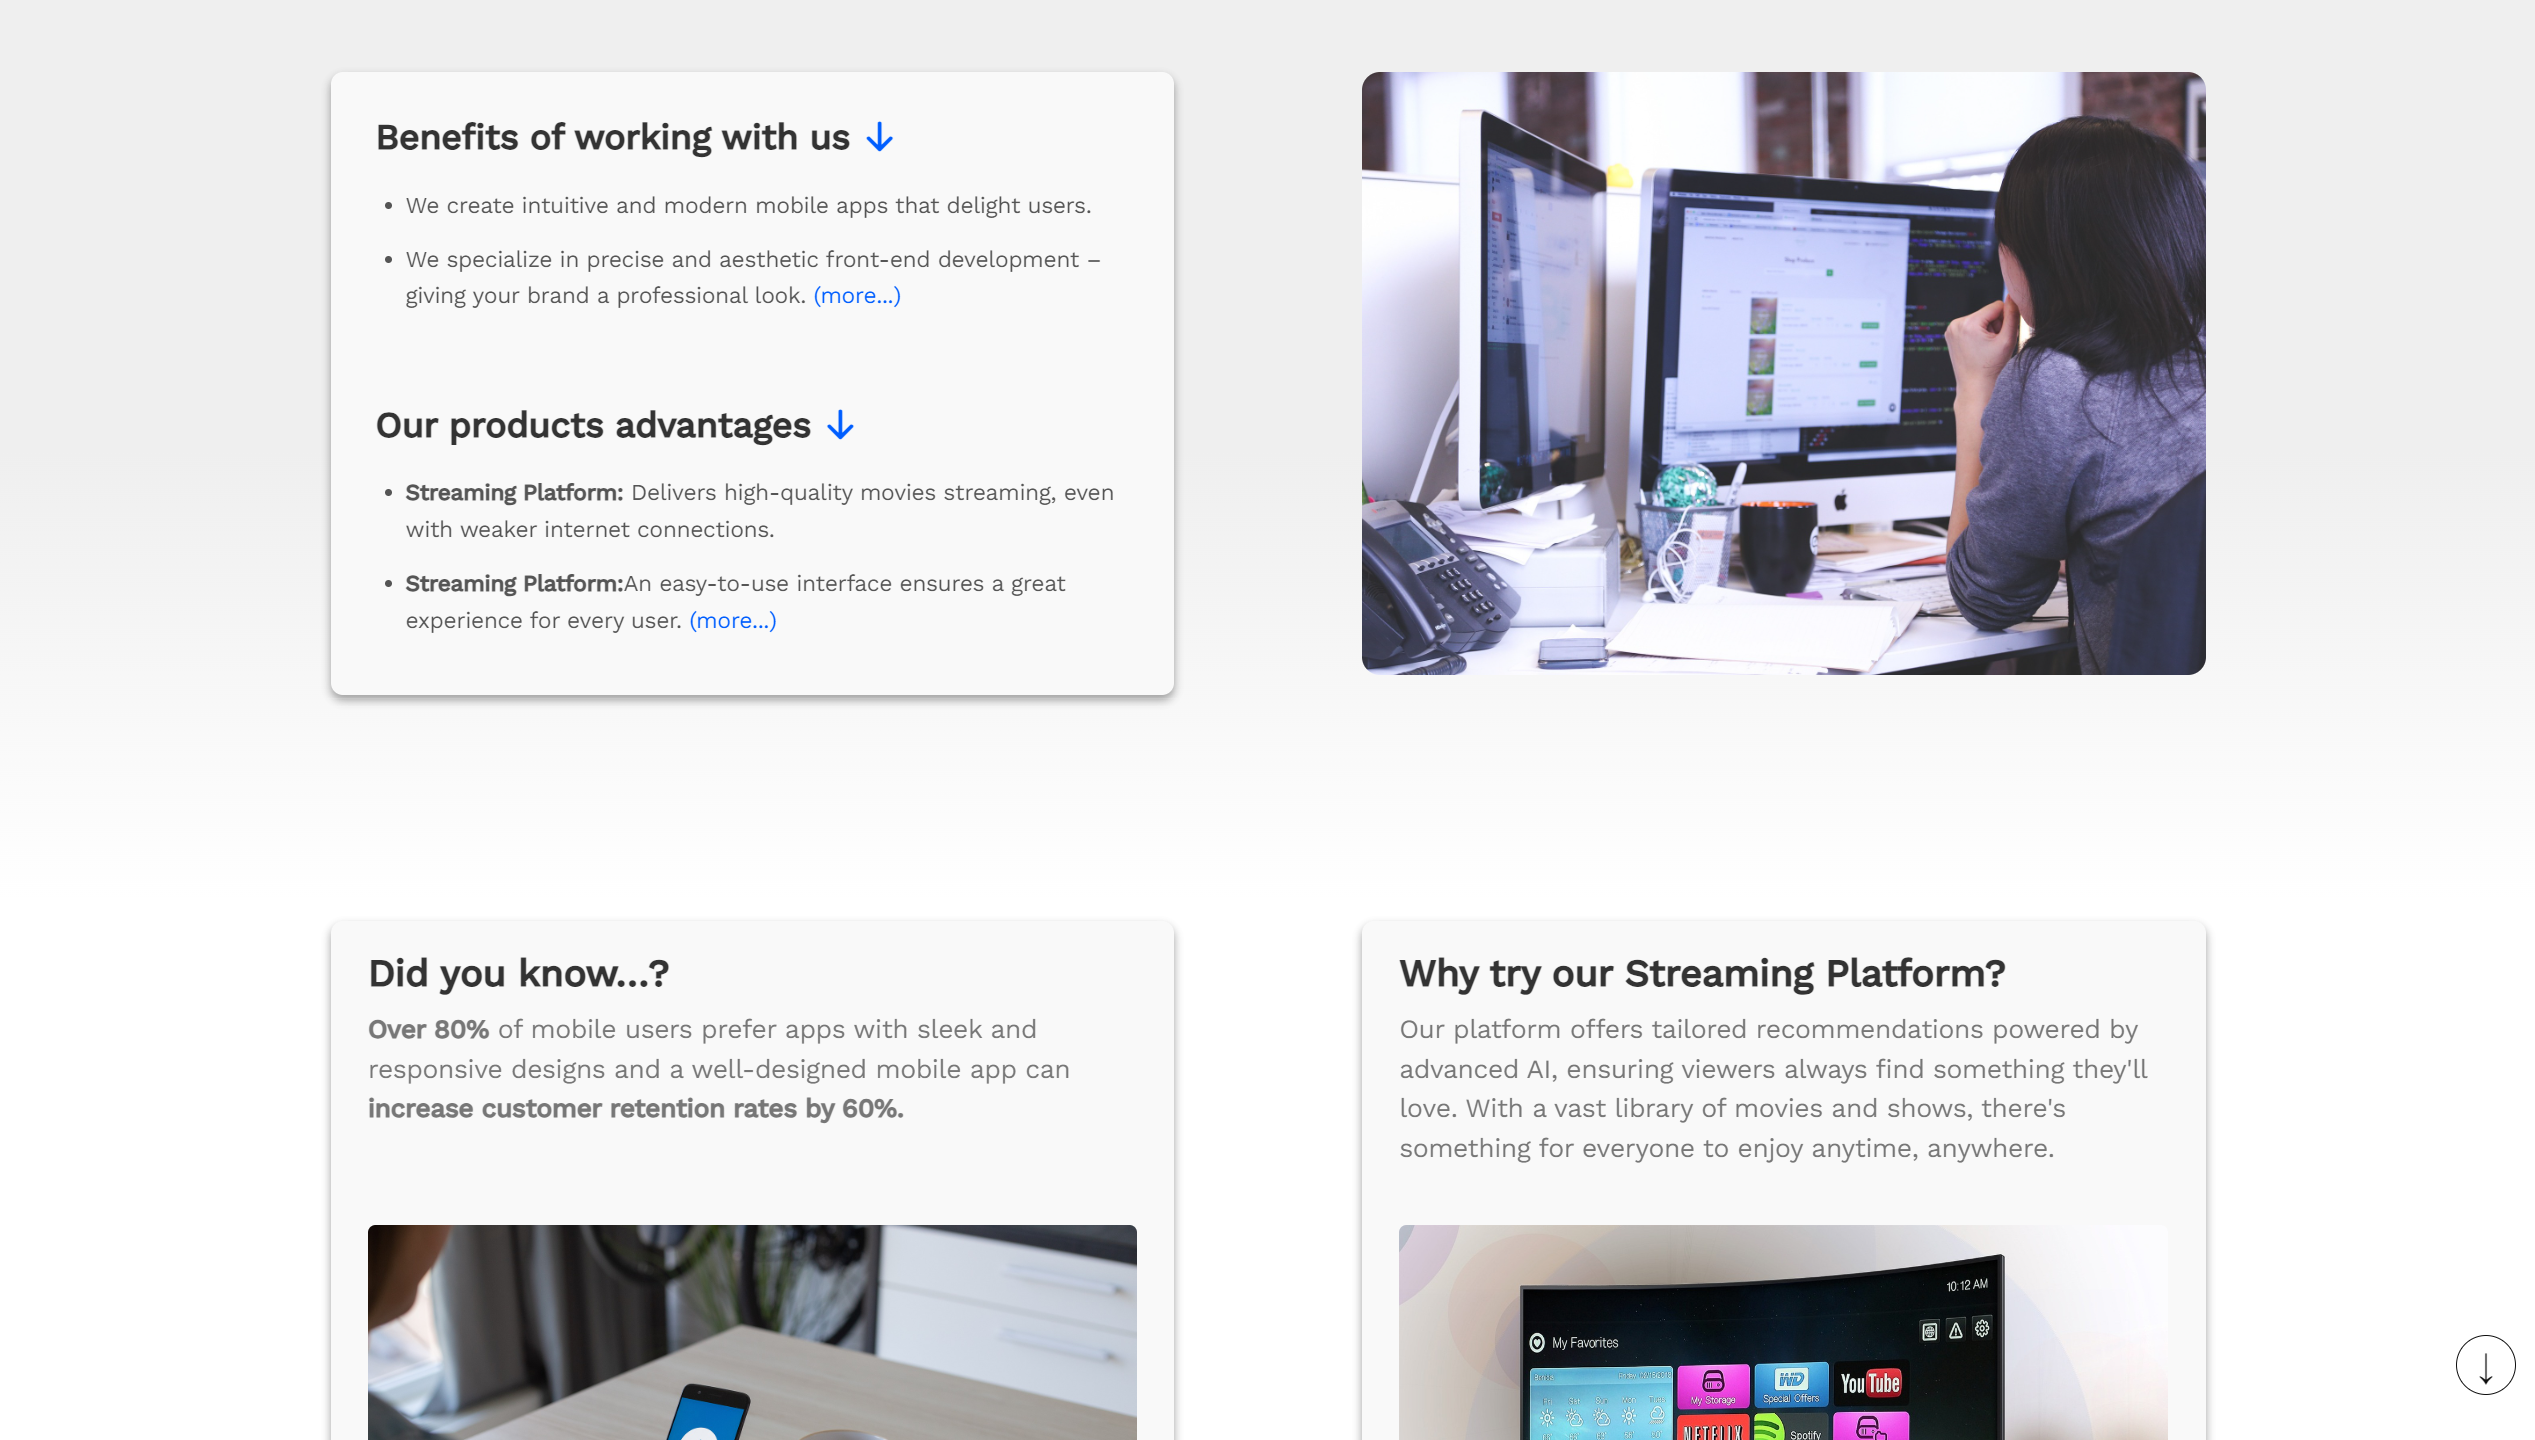 Benefits of working with us
We create intuitive and modern mobile apps that delight users.
We specialize in precise and aesthetic front-end development –
giving your brand a professional look. (more...)
Our products advantages
Streaming Platform: Delivers high-quality movies streaming, even
with weaker internet connections.
Streaming Platform:An easy-to-use interface ensures a great
experience for every user. (more...)
Did you know...?
Over 80% of mobile users prefer apps with sleek and
responsive designs and a well-designed mobile app can
increase customer retention rates by 60%.
Why try our Streaming Platform?
Our platform offers tailored recommendations powered by
advanced AI, ensuring viewers always find something they'll
love. With a vast library of movies and shows, there's
something for everyone to enjoy anytime, anywhere.
10:12 AM
My Favorites
My Storage
WD
Special Offers
YouTube
NETFLIX
Spotify